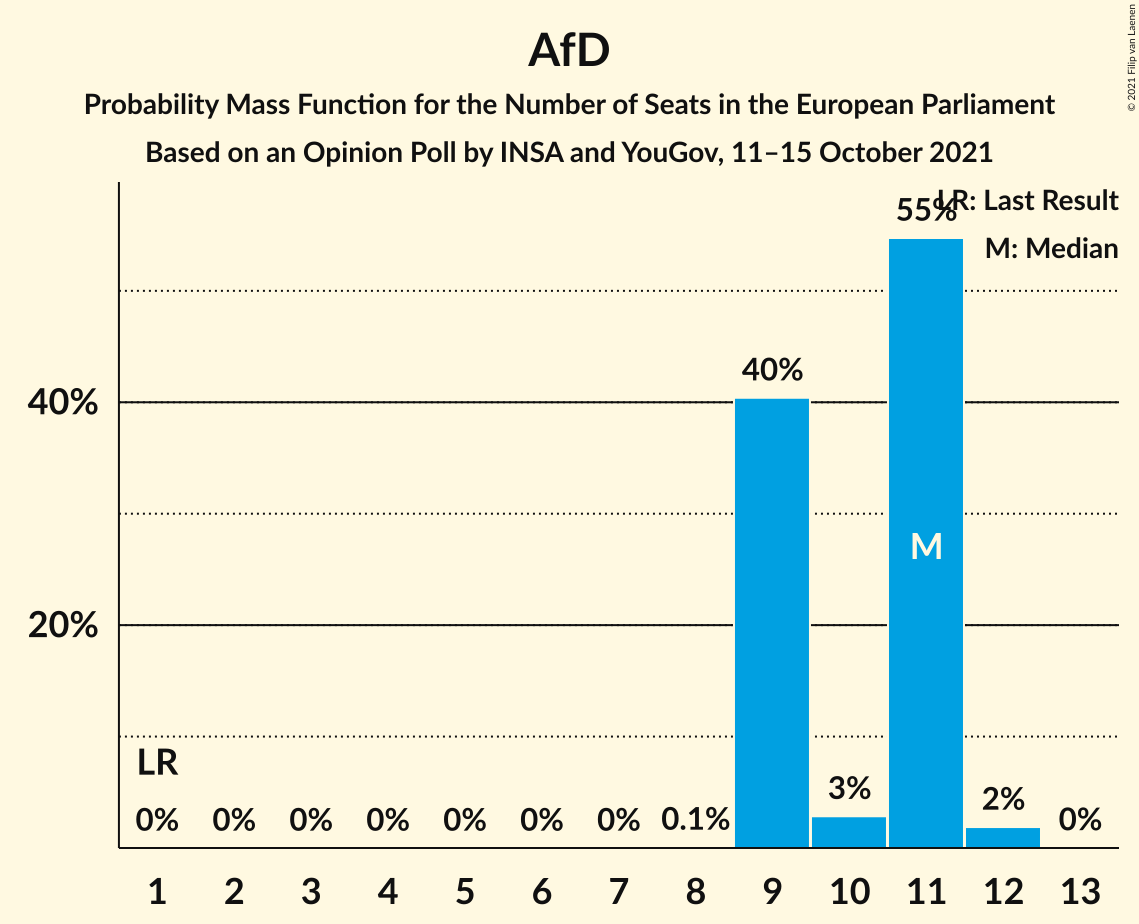 AfD
Probability Mass Function for the Number of Seats in the European Parliament
Based on an Opinion Poll by INSA and YouGov, 11–15 October 2021
© 2021 Filip van Laenen
LR: Last Result
M: Median
55%
40%
40%
M
20%
LR
0% 0% 0% 0% 0% 0% 0% 0.1% 3% 2% 0%
1 2 3 4 5 6 7 8 9 10 11 12 13